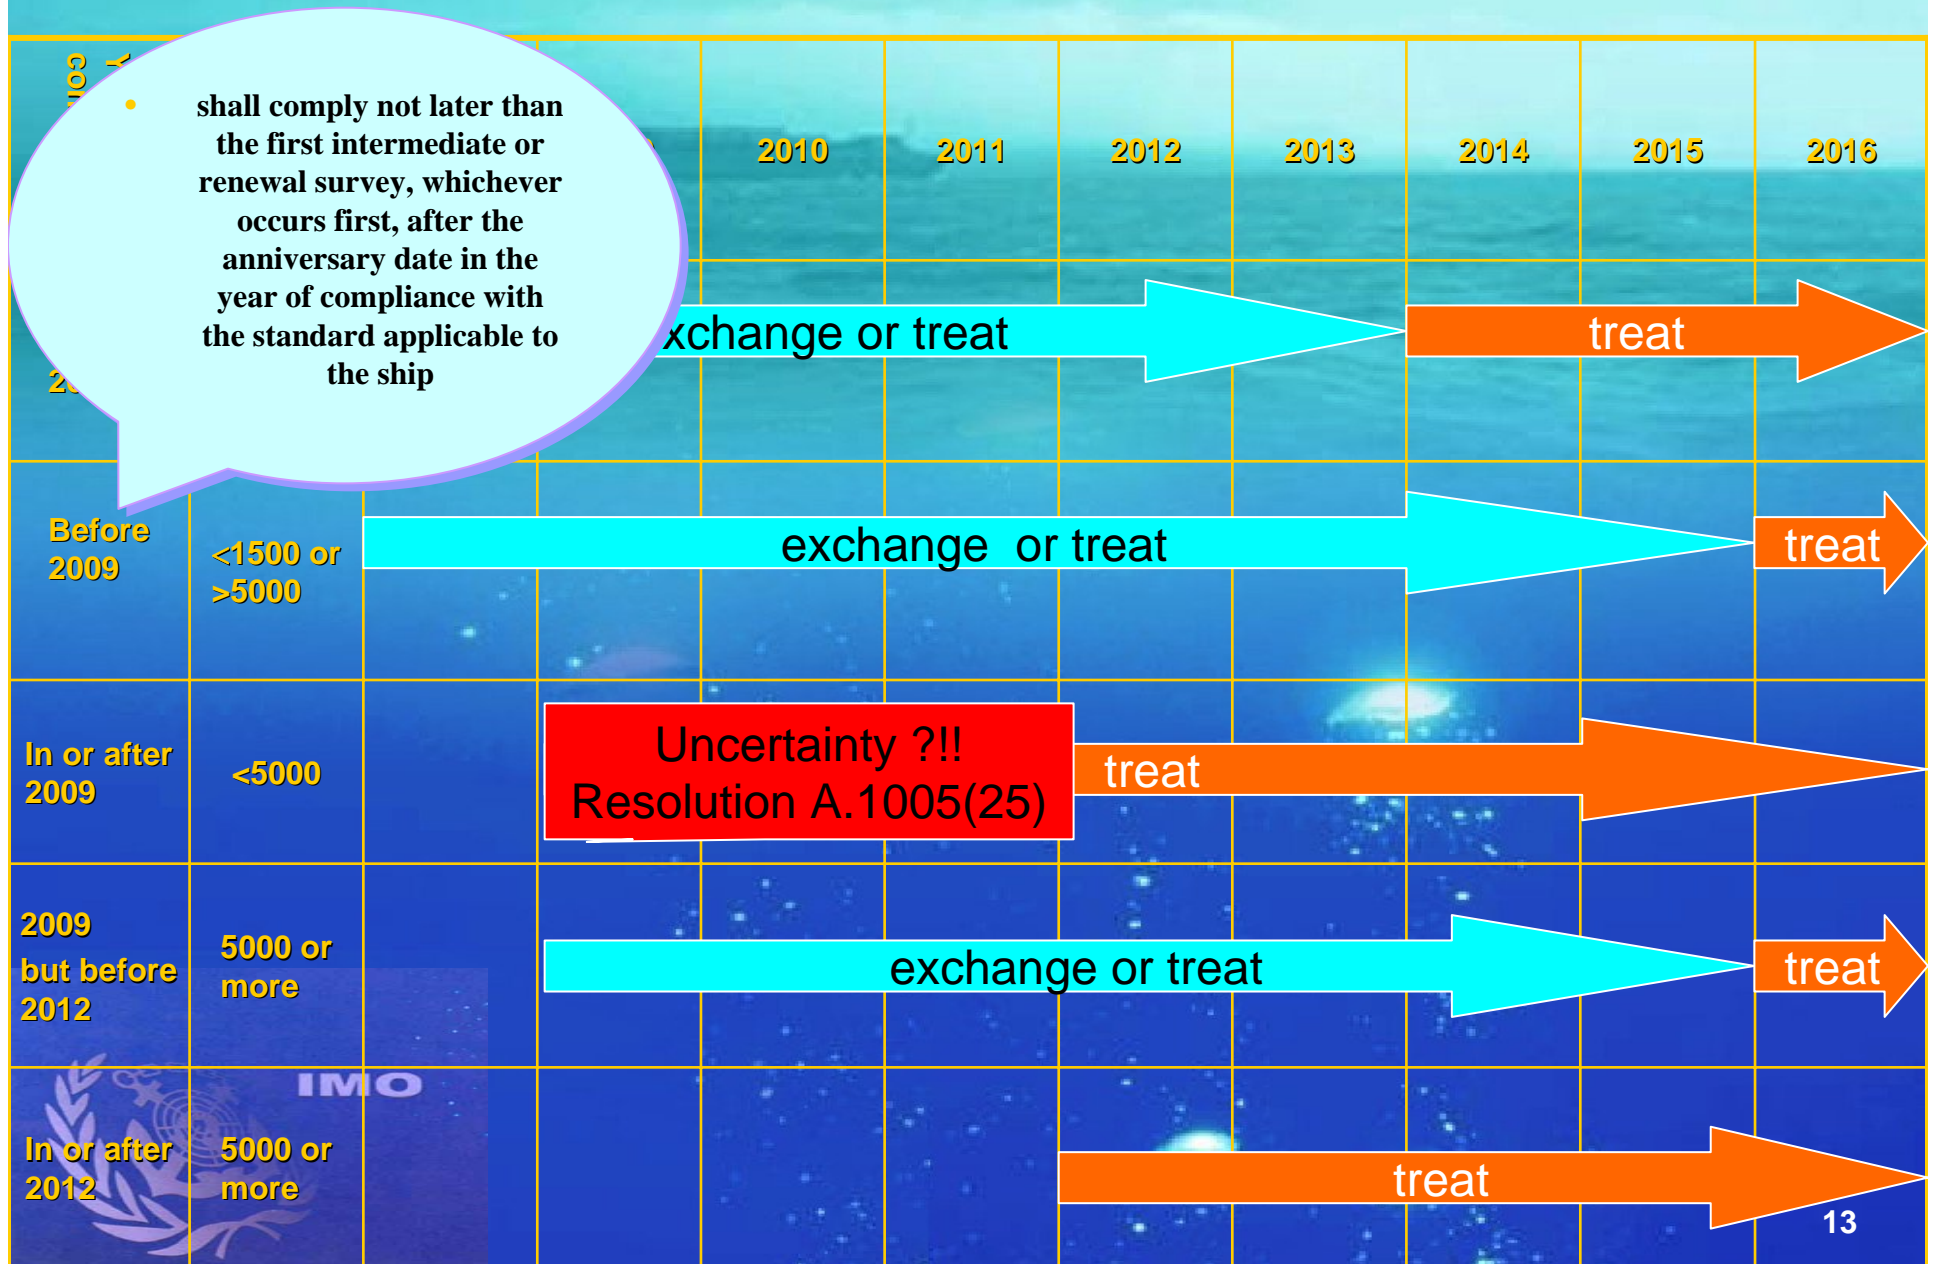 • shall comply not later than
the first intermediate or
renewal survey, whichever
occurs first, after the
anniversary date in the
year of compliance with
the standard applicable to
the ship
2010 2011 2012 2013 2014 2015 2016
or treat treat
Before
2009
<1500 or
>5000
exchange or treat treat
In or after
2009
<5000
Uncertainty ?!!
Resolution A.1005(25)
treat
2009
but before
2012
5000 or
more
exchange or treat treat
IMO
In or after
2012
5000 or
more
treat
13